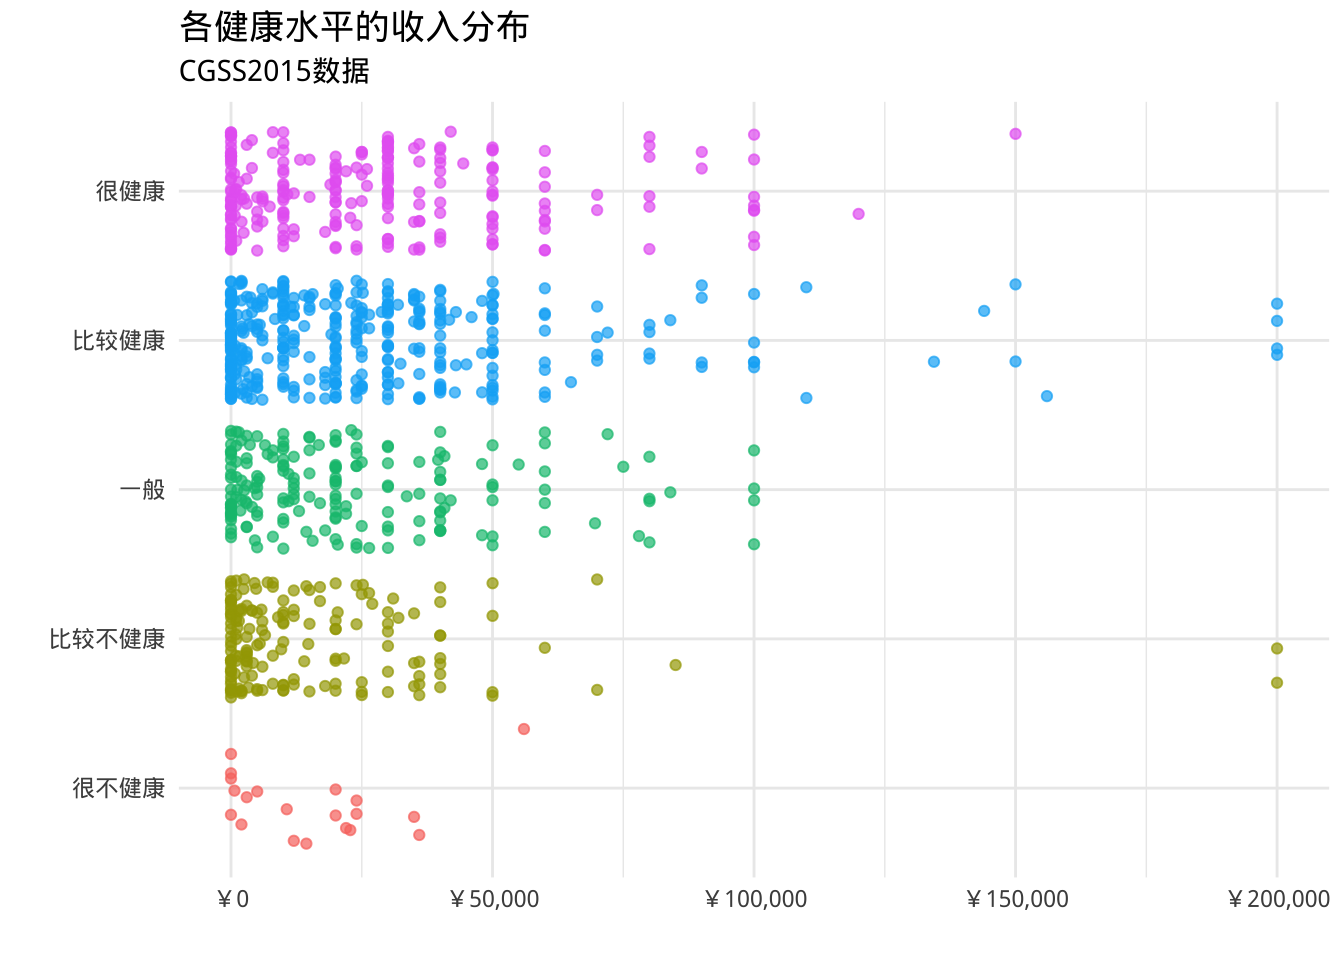 各健康水平的收入分布
CGSS2015数据
很健康
比较健康
一般
比较不健康
很不健康
¥0
¥50,000
¥100,000
¥150,000
¥200,000